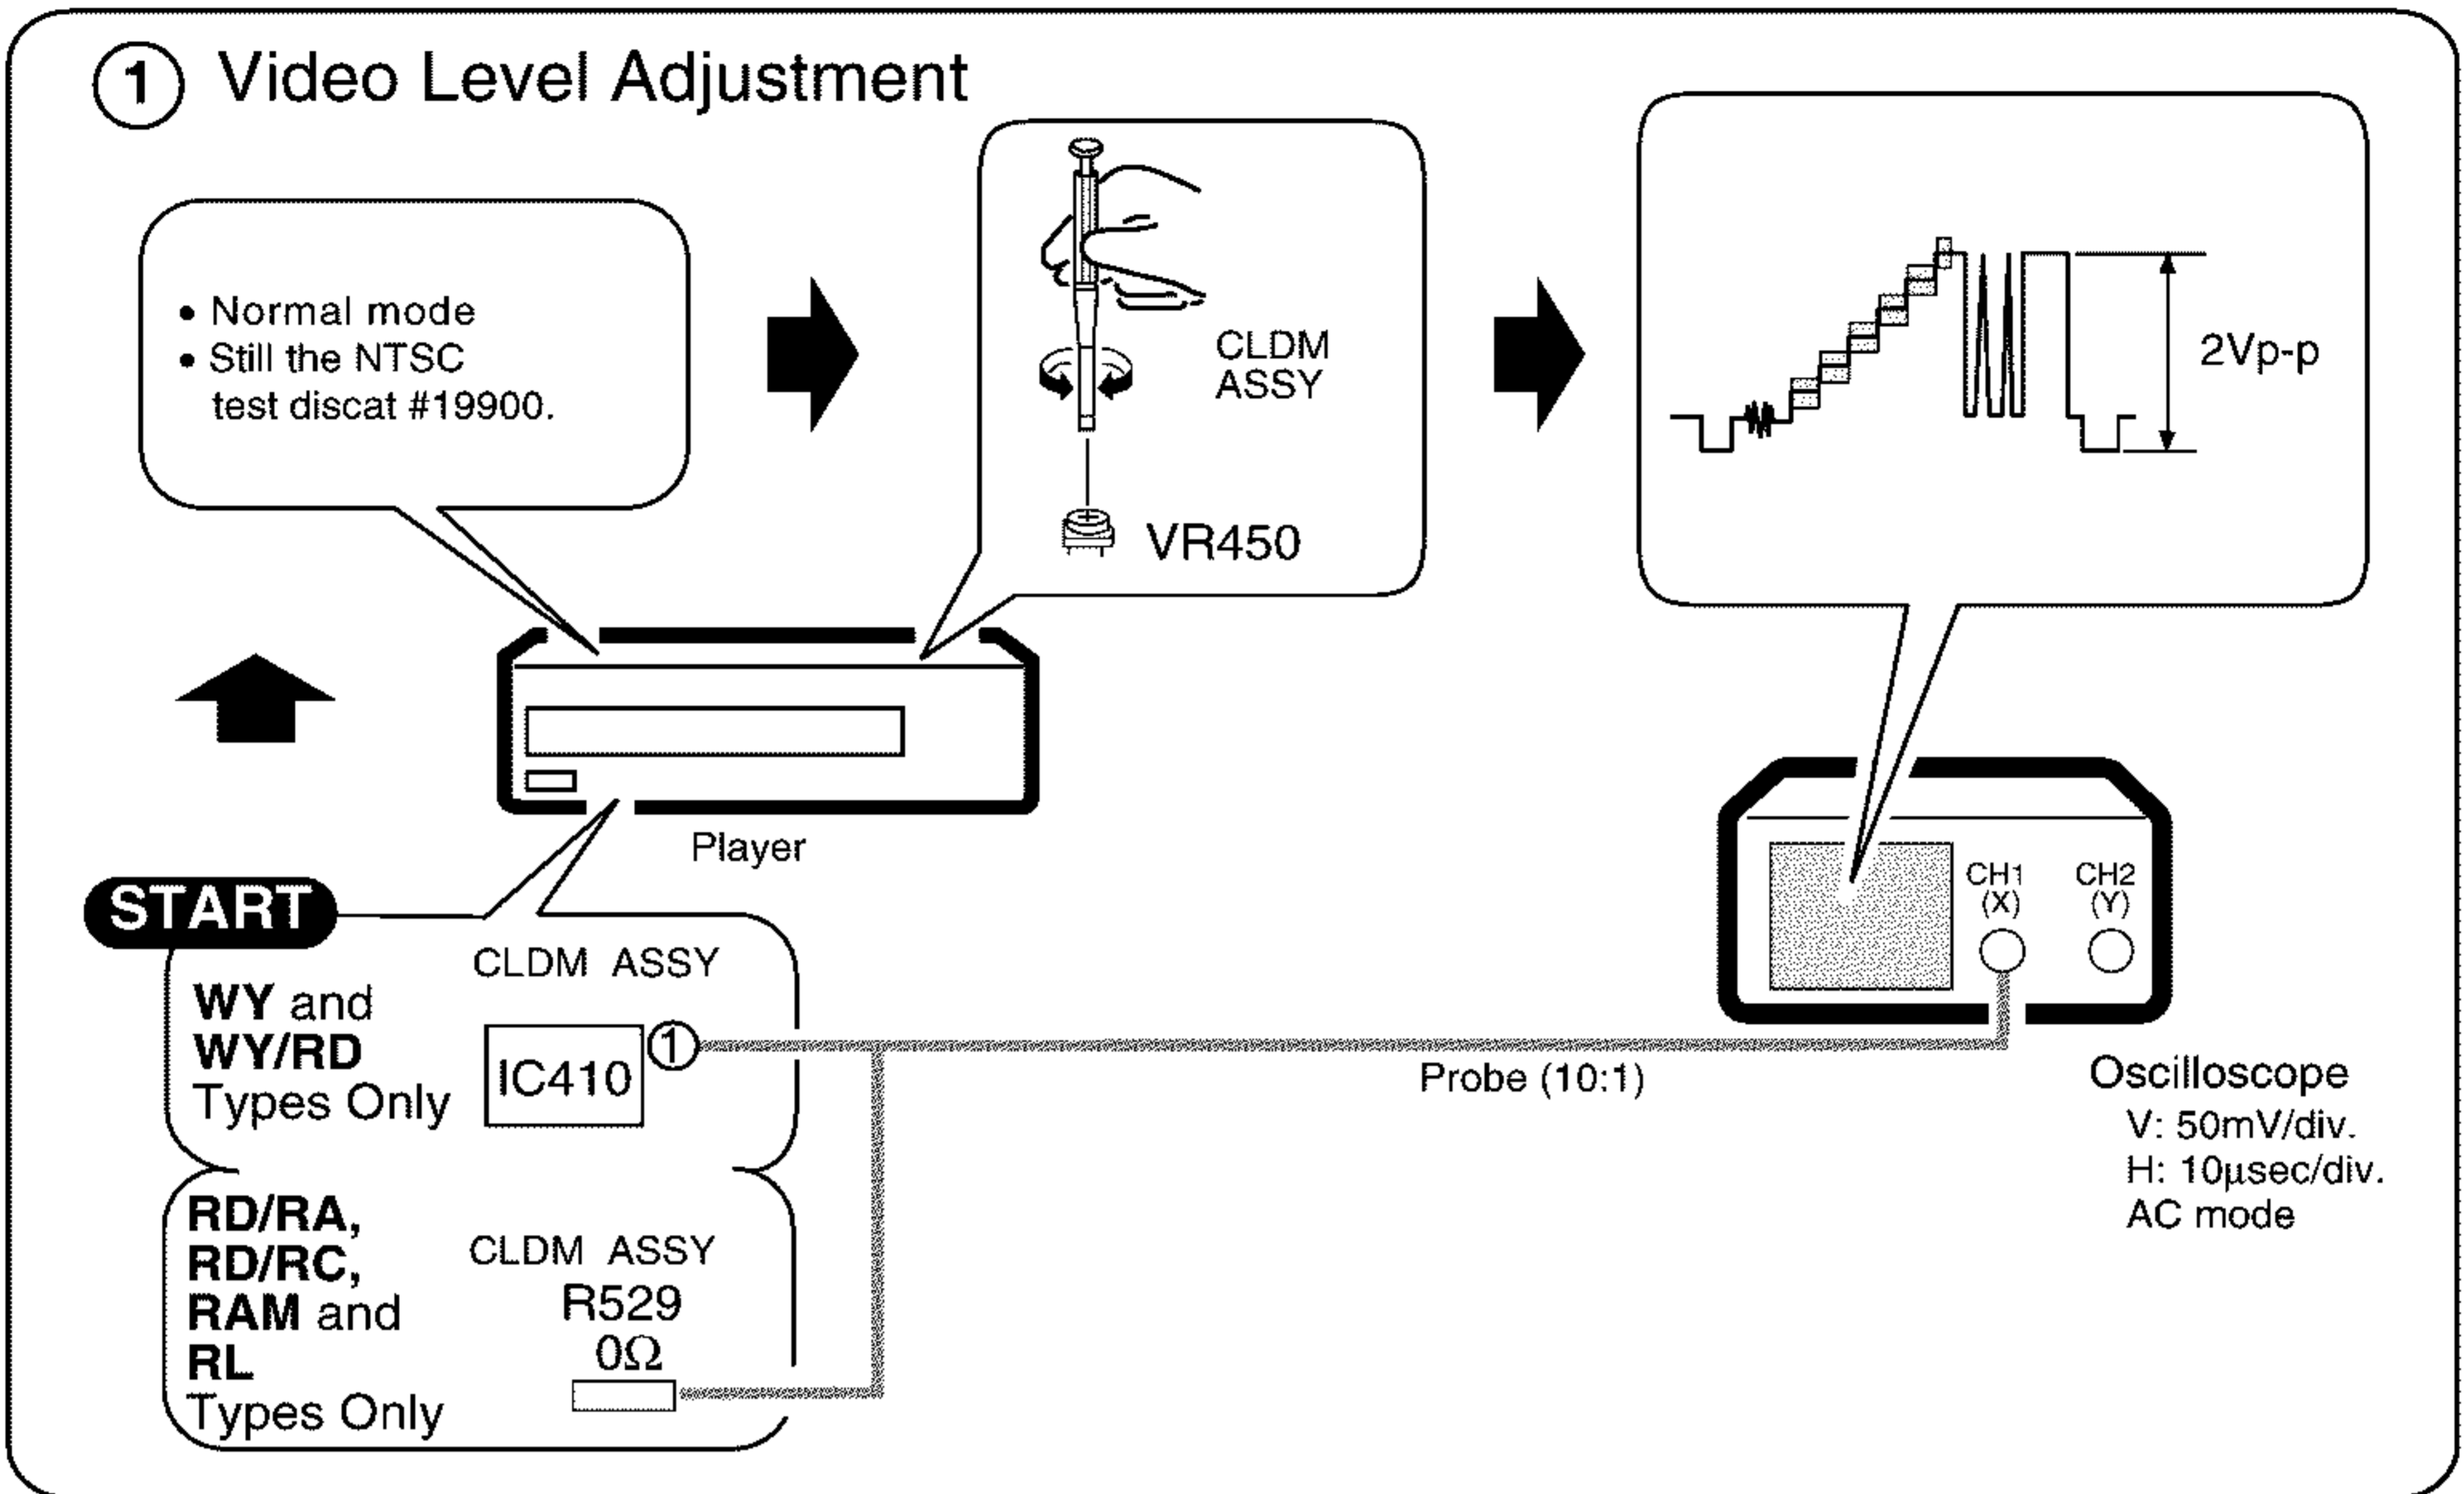 ① Video Level Adjustment
• Normal mode
• Still the NTSC
test discat #19900.
CLDM
ASSY
VR450
2Vp-p
Player
START
CLDM ASSY
WY and
WY/RD
Types Only
IC410
①
RD/RA,
RD/RC,
RAM and
RL
Types Only
CLDM ASSY
R529
0Ω
Probe (10:1)
CH1
(X)
CH2
(Y)
Oscilloscope
V: 50mV/div.
H: 10µsec/div.
AC mode